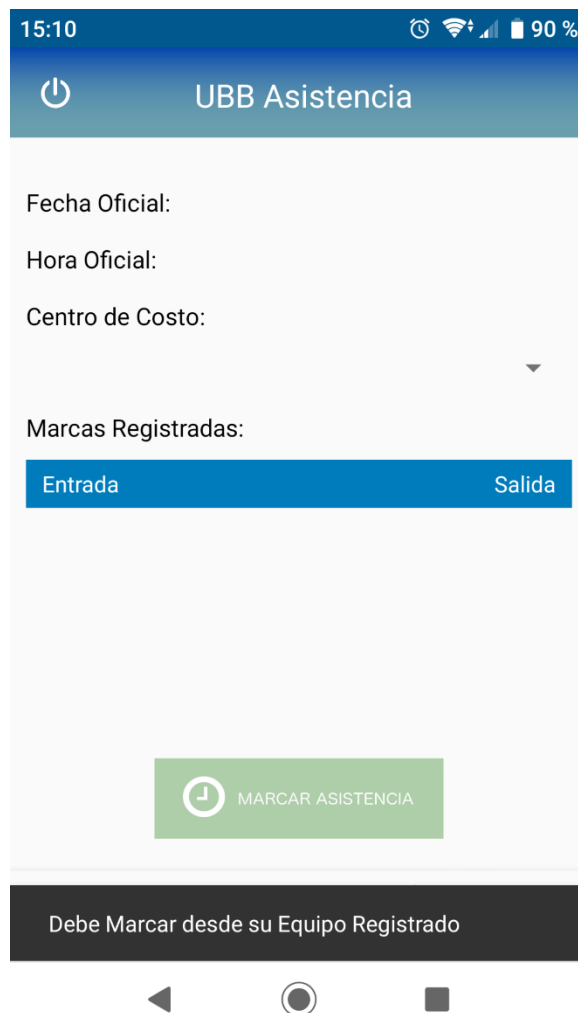 15:10 90 %
UBB Asistencia
Fecha Oficial:
Hora Oficial:
Centro de Costo:
Marcas Registradas:
Entrada Salida
MARCAR ASISTENCIA
Debe Marcar desde su Equipo Registrado